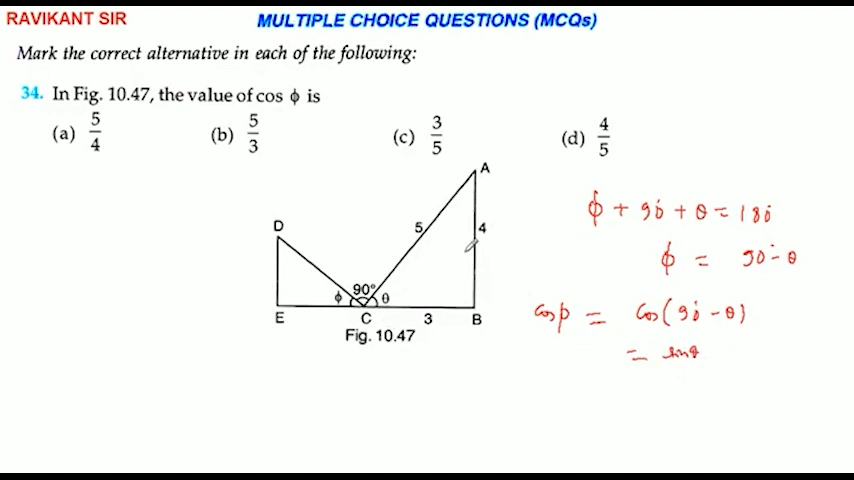 RAVIKANT SIR
MULTIPLE CHOICE QUESTIONS (MCQs)
Mark the correct alternative in each of the following:
34. In Fig. 10.47, the value of cos ϕ is
(a) 5/4 (b) 5/3 (c) 3/5 (d) 4/5
A
D
5
4
90°
ϕ
θ
E
C
3
B
Fig. 10.47
ϕ + 90° + θ = 180°
ϕ = 90° - θ
cosϕ = cos(90° - θ)
= sinθ